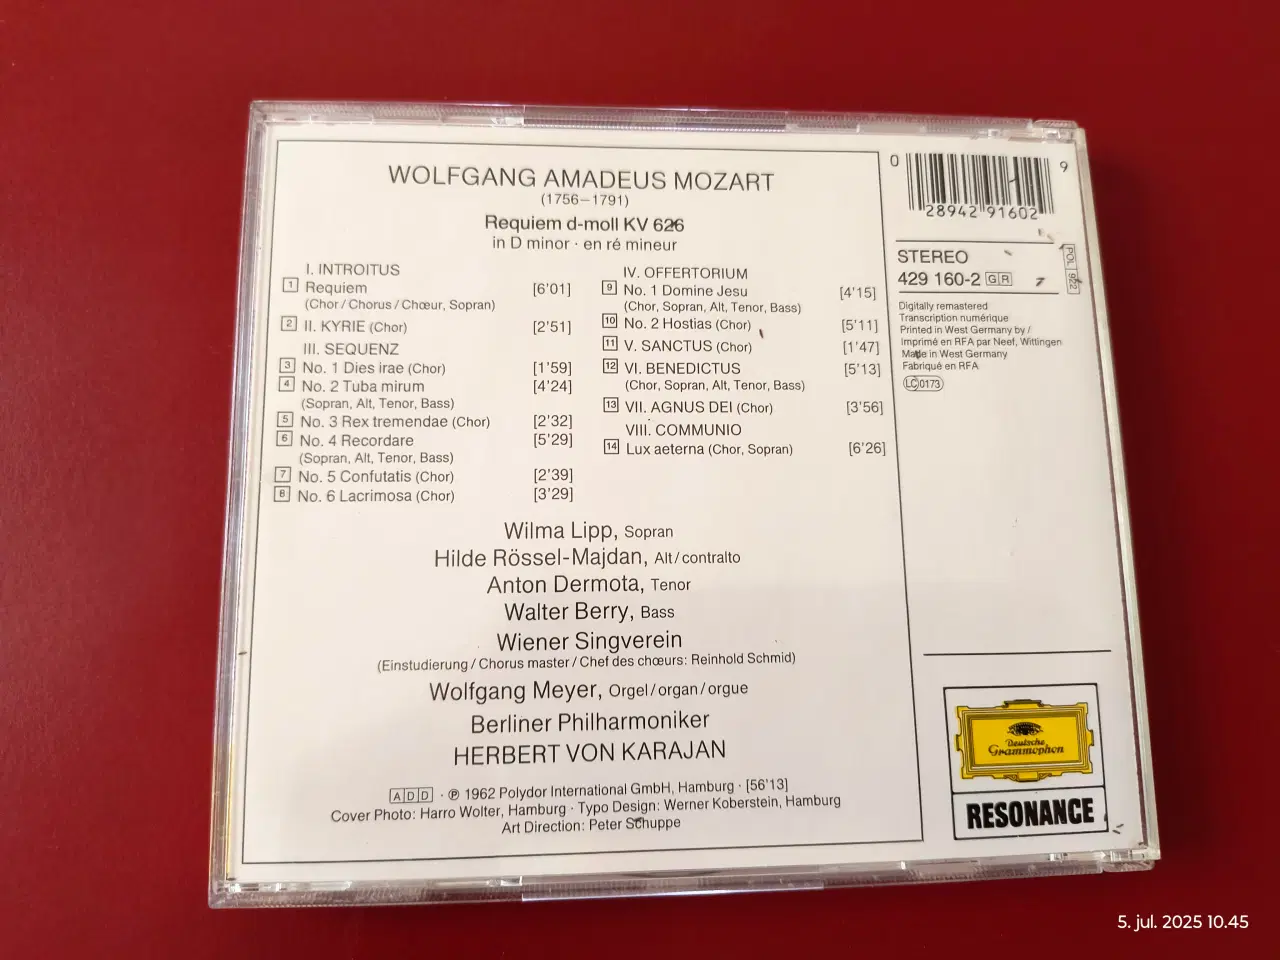 WOLFGANG AMADEUS MOZART
(1756–1791)
Requiem d-moll KV 626
in D minor · en ré mineur
I. INTROITUS
1 Requiem [6'01]
(Chor / Chorus / Chœur, Sopran)
2 II. KYRIE (Chor) [2'51]
III. SEQUENZ
3 No. 1 Dies irae (Chor) [1'59]
4 No. 2 Tuba mirum [4'24]
(Sopran, Alt, Tenor, Bass)
5 No. 3 Rex tremendae (Chor) [2'32]
6 No. 4 Recordare [5'29]
(Sopran, Alt, Tenor, Bass)
7 No. 5 Confutatis (Chor) [2'39]
8 No. 6 Lacrimosa (Chor) [3'29]
IV. OFFERTORIUM
9 No. 1 Domine Jesu [4'15]
(Chor, Sopran, Alt, Tenor, Bass)
10 No. 2 Hostias (Chor) [5'11]
11 V. SANCTUS (Chor) [1'47]
12 VI. BENEDICTUS [5'13]
(Chor, Sopran, Alt, Tenor, Bass)
13 VII. AGNUS DEI (Chor) [3'56]
VIII. COMMUNIO
14 Lux aeterna (Chor, Sopran) [6'26]
Wilma Lipp, Sopran
Hilde Rössel-Majdan, Alt / contralto
Anton Dermota, Tenor
Walter Berry, Bass
Wiener Singverein
(Einstudierung / Chorus master / Chef des chœurs: Reinhold Schmid)
Wolfgang Meyer, Orgel / organ / orgue
Berliner Philharmoniker
HERBERT VON KARAJAN
ADD · ℗ 1962 Polydor International GmbH, Hamburg · [56'13]
Cover Photo: Harro Wolter, Hamburg · Typo Design: Werner Koberstein, Hamburg
Art Direction: Peter Schuppe
0 28942 91602 9
STEREO
429 160-2 GR
POL 922
Digitally remastered
Transcription numérique
Printed in West Germany by /
Imprimé en RFA par Neef, Wittingen
Made in West Germany
Fabriqué en RFA
LC 0173
Deutsche
Grammophon
RESONANCE
5. jul. 2025 10.45